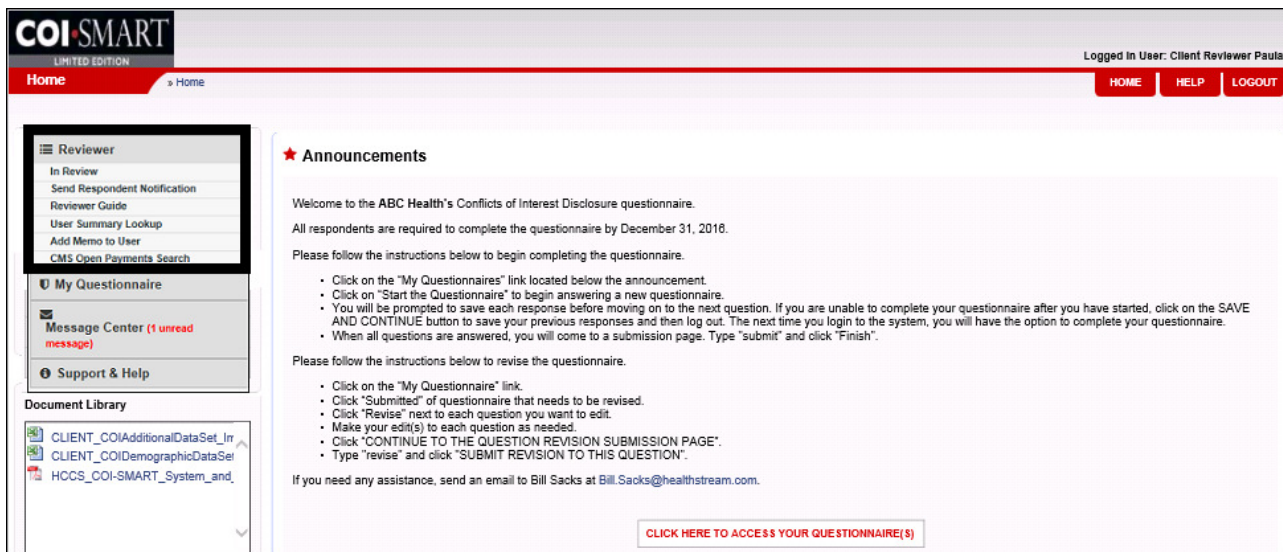 COI•SMART
LIMITED EDITION
Logged In User: Client Reviewer Paula
Home
» Home
HOME
HELP
LOGOUT
Reviewer
In Review
Send Respondent Notification
Reviewer Guide
User Summary Lookup
Add Memo to User
CMS Open Payments Search
My Questionnaire
Message Center (1 unread
message)
Support & Help
Document Library
CLIENT_COIAdditionalDataSet_Im
CLIENT_COIDemographicDataSet
HCCS_COI-SMART_System_and_
Announcements
Welcome to the ABC Health's Conflicts of Interest Disclosure questionnaire.
All respondents are required to complete the questionnaire by December 31, 2016.
Please follow the instructions below to begin completing the questionnaire.
• Click on the "My Questionnaires" link located below the announcement.
• Click on "Start the Questionnaire" to begin answering a new questionnaire.
• You will be prompted to save each response before moving on to the next question. If you are unable to complete your questionnaire after you have started, click on the SAVE
AND CONTINUE button to save your previous responses and then log out. The next time you login to the system, you will have the option to complete your questionnaire.
• When all questions are answered, you will come to a submission page. Type "submit" and click "Finish".
Please follow the instructions below to revise the questionnaire.
• Click on the "My Questionnaire" link.
• Click "Submitted" of questionnaire that needs to be revised.
• Click "Revise" next to each question you want to edit.
• Make your edit(s) to each question as needed.
• Click "CONTINUE TO THE QUESTION REVISION SUBMISSION PAGE".
• Type "revise" and click "SUBMIT REVISION TO THIS QUESTION".
If you need any assistance, send an email to Bill Sacks at Bill.Sacks@healthstream.com.
CLICK HERE TO ACCESS YOUR QUESTIONNAIRE(S)